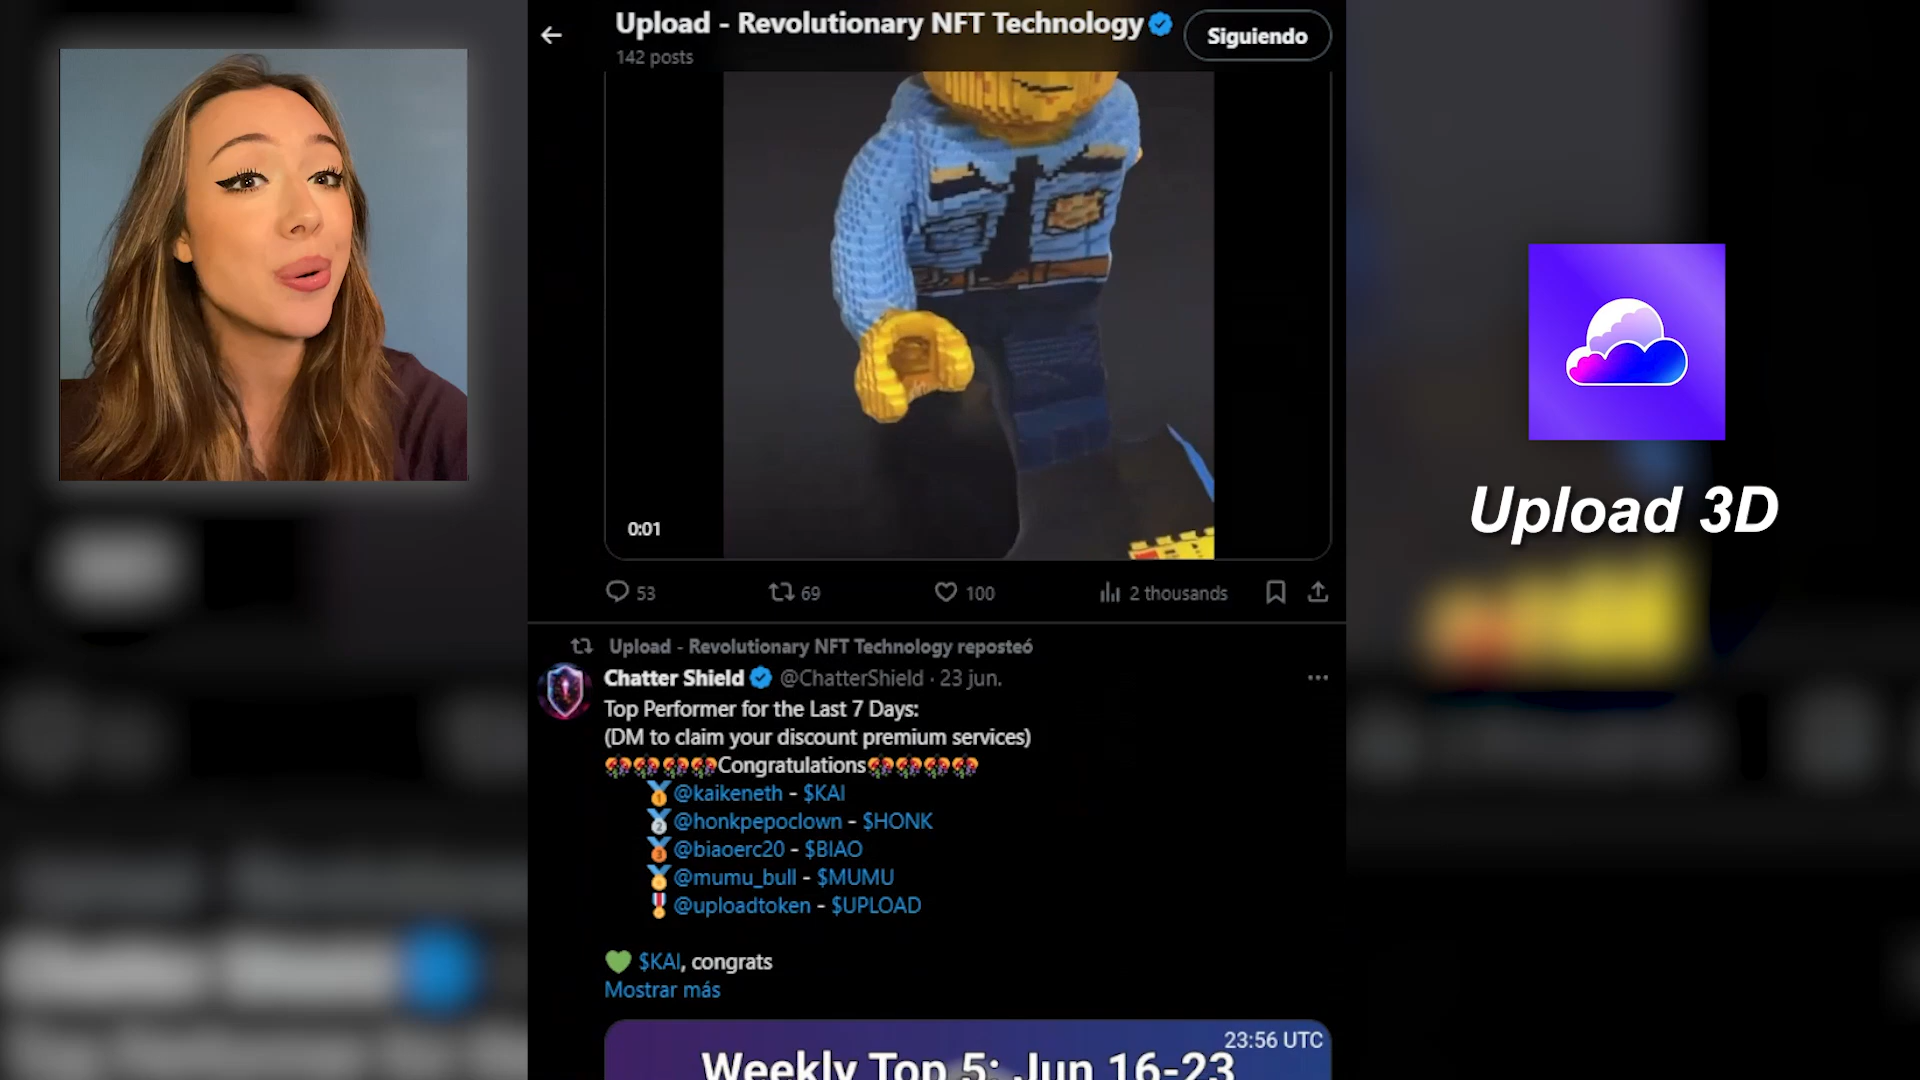 Upload - Revolutionary NFT Technology
142 posts
Siguiendo
0:01
53
69
100
2 thousands
Upload - Revolutionary NFT Technology reposteó
Chatter Shield @ChatterShield · 23 jun.
Top Performer for the Last 7 Days:
(DM to claim your discount premium services)
Congratulations
@kaikeneth - $KAI
@honkpepoclown - $HONK
@biaoerc20 - $BIAO
@mumu_bull - $MUMU
@uploadtoken - $UPLOAD
$KAI, congrats
Mostrar más
23:56 UTC
Weekly Top 5: Jun 16-23
Upload 3D